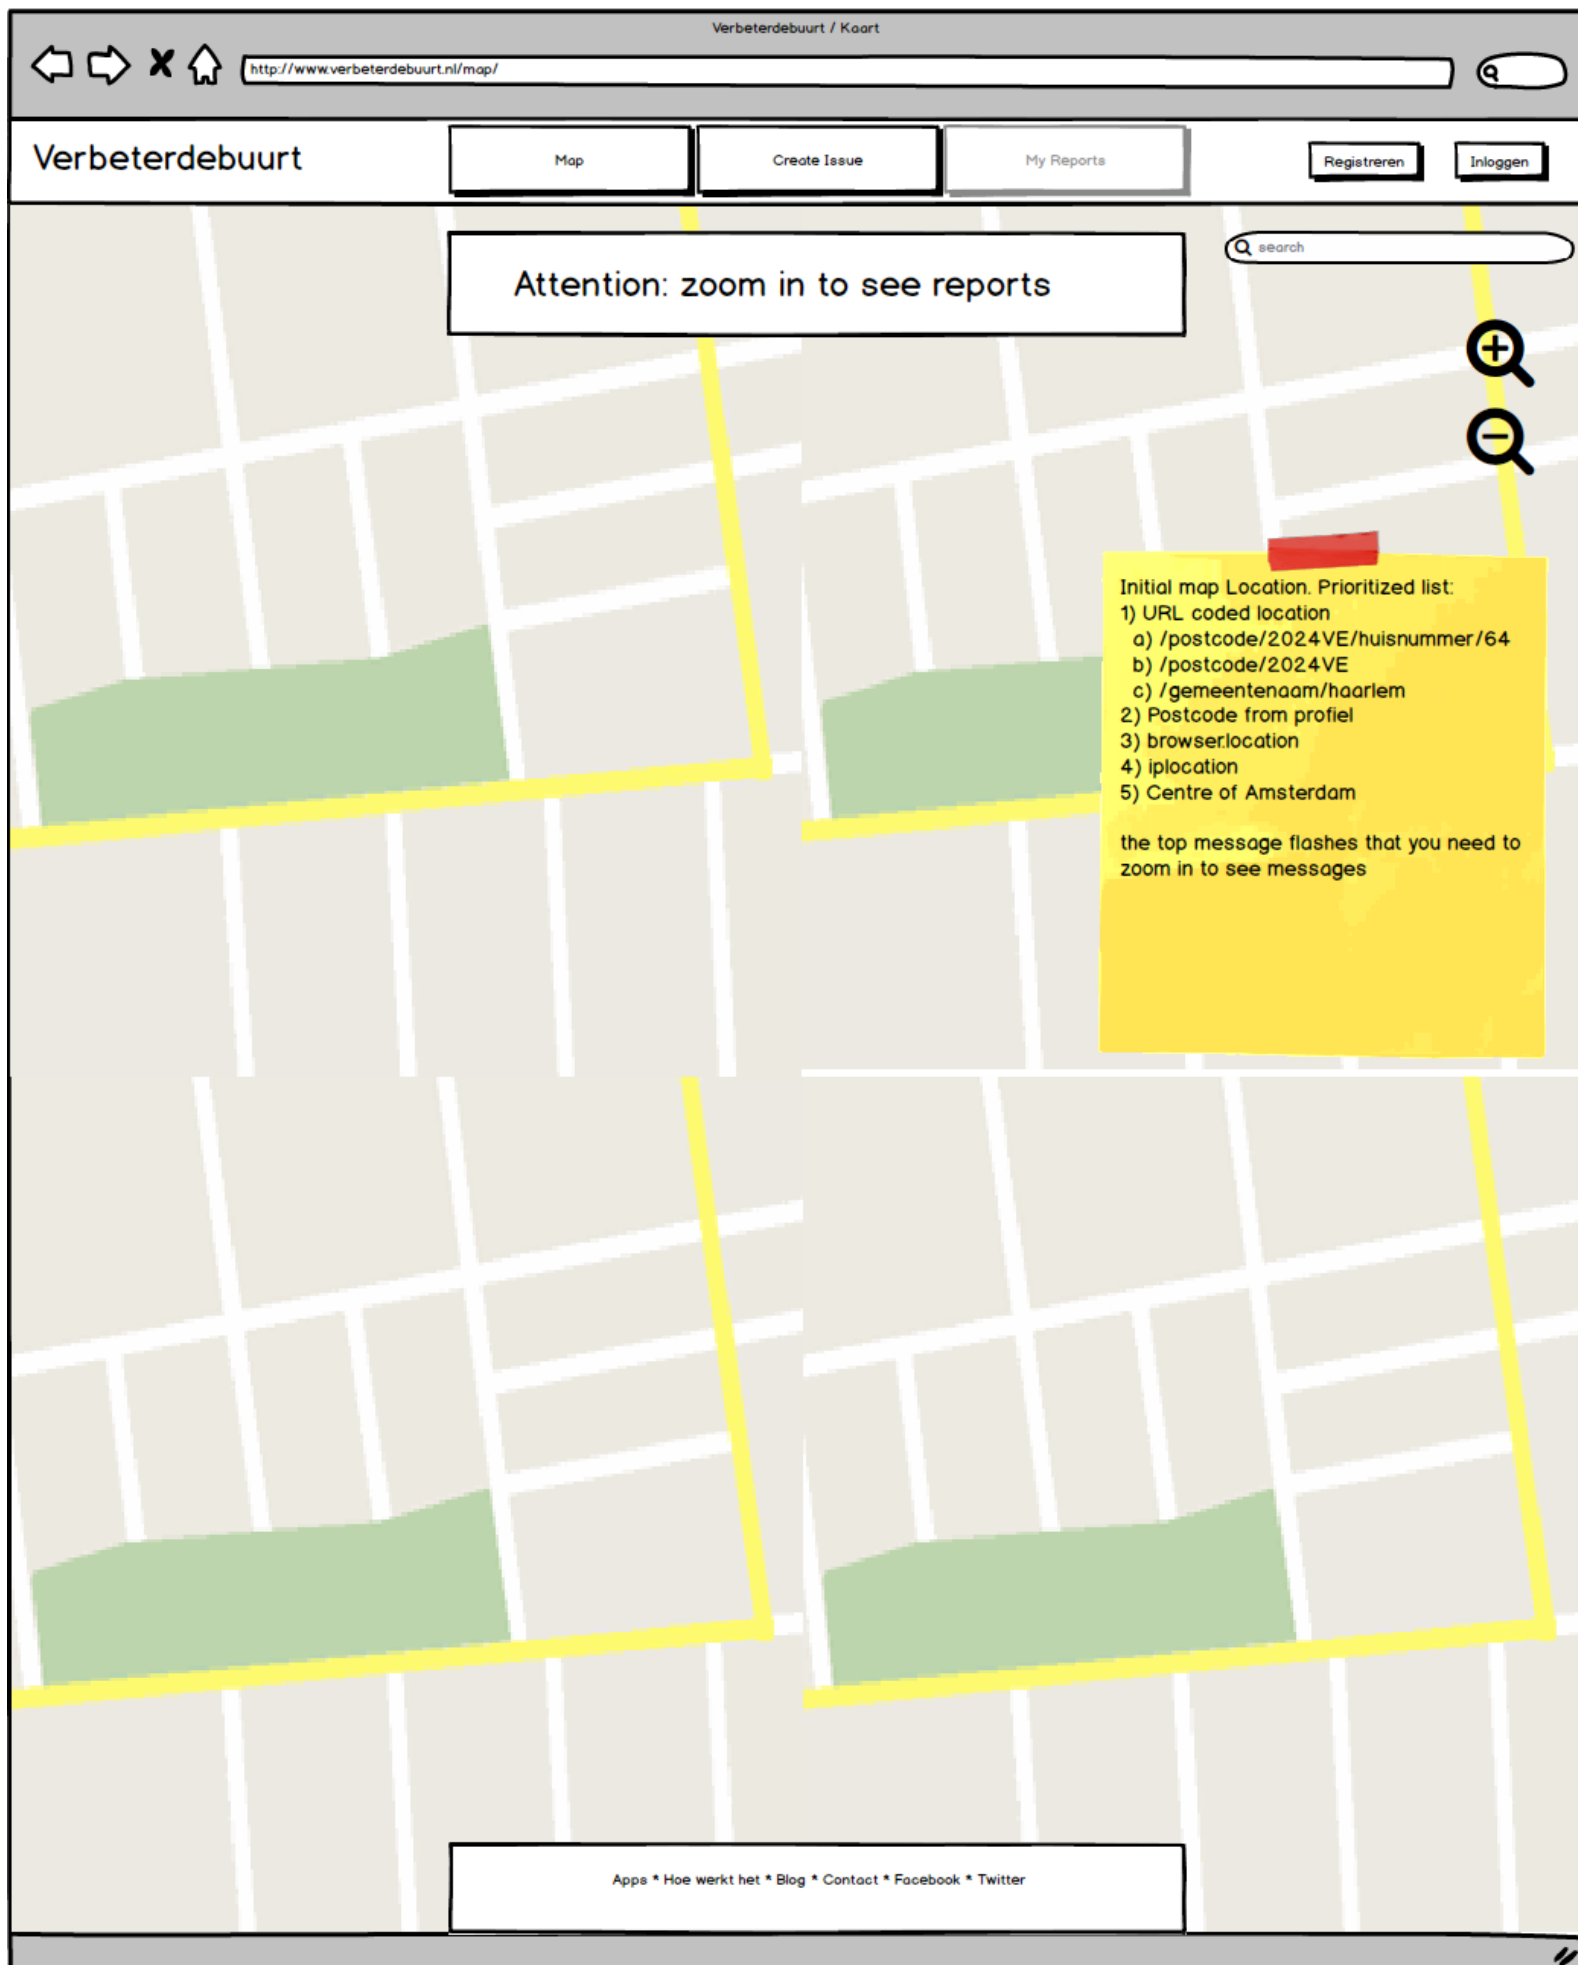 Verbeterdebuurt / Kaart
http://www.verbeterdebuurt.nl/map/
Verbeterdebuurt
Map
Create Issue
My Reports
Registreren
Inloggen
Attention: zoom in to see reports
search
Initial map Location. Prioritized list:
1) URL coded location
a) /postcode/2024VE/huisnummer/64
b) /postcode/2024VE
c) /gemeentenaam/haarlem
2) Postcode from profiel
3) browser.location
4) iplocation
5) Centre of Amsterdam
the top message flashes that you need to
zoom in to see messages
Apps * Hoe werkt het * Blog * Contact * Facebook * Twitter